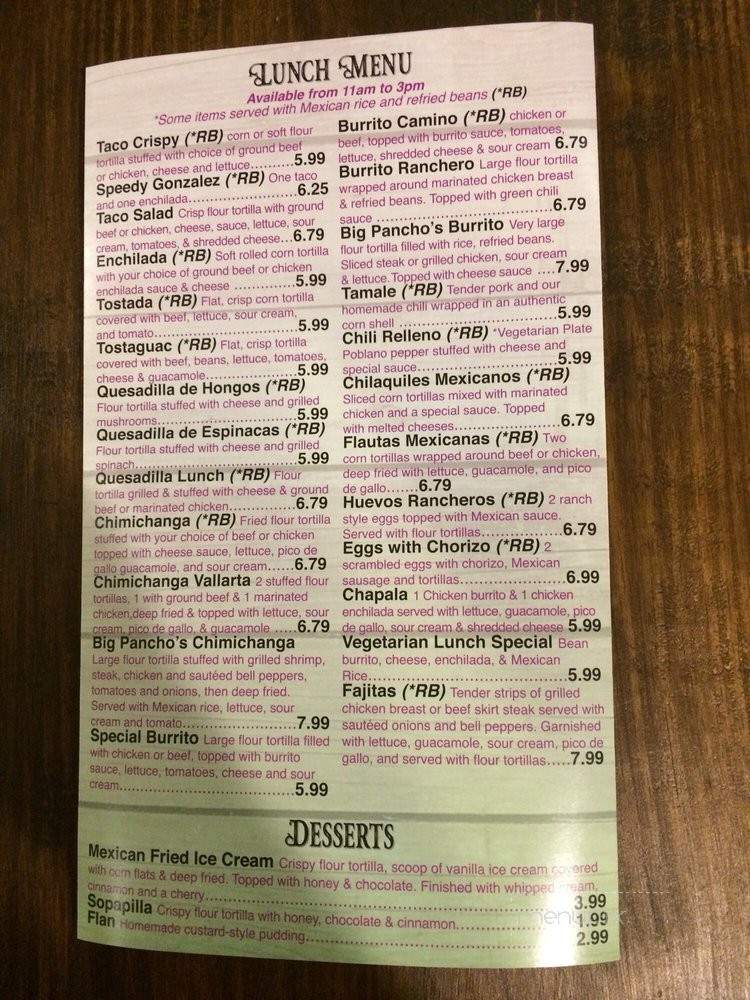 LUNCH MENU
Available from 11am to 3pm
*Some items served with Mexican rice and refried beans (*RB)
Taco Crispy (*RB) corn or soft flour
tortilla stuffed with choice of ground beef
or chicken, cheese and lettuce..........5.99
Speedy Gonzalez (*RB) One taco
and one enchilada.........................6.25
Taco Salad Crisp flour tortilla with ground
beef or chicken, cheese, sauce, lettuce, sour
cream, tomatoes, & shredded cheese...6.79
Enchilada (*RB) Soft rolled corn tortilla
with your choice of ground beef or chicken
enchilada sauce & cheese ..............5.99
Tostada (*RB) Flat, crisp corn tortilla
covered with beef, lettuce, sour cream,
and tomato.................................5.99
Tostaguac (*RB) Flat, crisp tortilla
covered with beef, beans, lettuce, tomatoes,
cheese & guacamole.....................5.99
Quesadilla de Hongos (*RB)
Flour tortilla stuffed with cheese and grilled
mushrooms................................5.99
Quesadilla de Espinacas (*RB)
Flour tortilla stuffed with cheese and grilled
spinach.....................................5.99
Quesadilla Lunch (*RB) Flour
tortilla grilled & stuffed with cheese & ground
beef or marinated chicken...............6.79
Chimichanga (*RB) Fried flour tortilla
stuffed with your choice of beef or chicken
topped with cheese sauce, lettuce, pico de
gallo guacamole, and sour cream......6.79
Chimichanga Vallarta 2 stuffed flour
tortillas, 1 with ground beef & 1 marinated
chicken,deep fried & topped with lettuce, sour
cream, pico de gallo, & guacamole .....6.79
Big Pancho's Chimichanga
Large flour tortilla stuffed with grilled shrimp,
steak, chicken and sautéed bell peppers,
tomatoes and onions, then deep fried.
Served with Mexican rice, lettuce, sour
cream and tomato.........................7.99
Special Burrito Large flour tortilla filled
with chicken or beef, topped with burrito
sauce, lettuce, tomatoes, cheese and sour
cream........................................5.99
Burrito Camino (*RB) chicken or
beef, topped with burrito sauce, tomatoes,
lettuce, shredded cheese & sour cream 6.79
Burrito Ranchero Large flour tortilla
wrapped around marinated chicken breast
& refried beans. Topped with green chili
sauce ......................................6.79
Big Pancho's Burrito Very large
flour tortilla filled with rice, refried beans.
Sliced steak or grilled chicken, sour cream
& lettuce. Topped with cheese sauce ....7.99
Tamale (*RB) Tender pork and our
homemade chili wrapped in an authentic
corn shell ...................................5.99
Chili Relleno (*RB) *Vegetarian Plate
Poblano pepper stuffed with cheese and
special sauce...............................5.99
Chilaquiles Mexicanos (*RB)
Sliced corn tortillas mixed with marinated
chicken and a special sauce. Topped
with melted cheeses.......................6.79
Flautas Mexicanas (*RB) Two
corn tortillas wrapped around beef or chicken,
deep fried with lettuce, guacamole, and pico
de gallo.......6.79
Huevos Rancheros (*RB) 2 ranch
style eggs topped with Mexican sauce.
Served with flour tortillas..................6.79
Eggs with Chorizo (*RB) 2
scrambled eggs with chorizo, Mexican
sausage and tortillas.......................6.99
Chapala 1 Chicken burrito & 1 chicken
enchilada served with lettuce, guacamole, pico
de gallo, sour cream & shredded cheese 5.99
Vegetarian Lunch Special Bean
burrito, cheese, enchilada, & Mexican
Rice..........................................5.99
Fajitas (*RB) Tender strips of grilled
chicken breast or beef skirt steak served with
sautéed onions and bell peppers. Garnished
with lettuce, guacamole, sour cream, pico de
gallo, and served with flour tortillas.....7.99
DESSERTS
Mexican Fried Ice Cream Crispy flour tortilla, scoop of vanilla ice cream covered
with corn flats & deep fried. Topped with honey & chocolate. Finished with whipped cream,
cinnamon and a cherry.......................................................3.99
Sopapilla Crispy flour tortilla with honey, chocolate & cinnamon.....................1.99
Flan Homemade custard-style pudding..............................................2.99